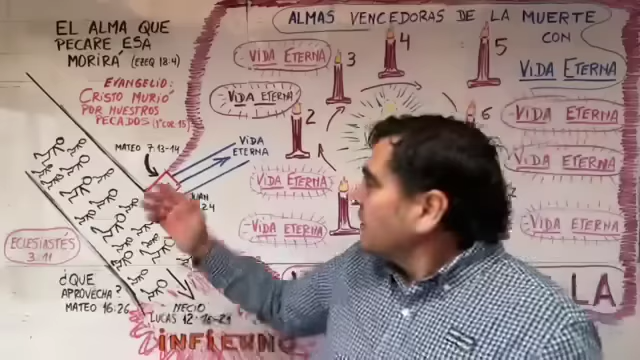 EL ALMA QUE
PECARE ESA
MORIRÁ" (EZEQ 18:4)
EVANGELIO:
"CRISTO MURIÓ
POR NUESTROS
PECADOS (1ªCOR.15)
MATEO 7:13-14
VIDA
ETERNA
24
ECLESIASTÉS
3:11
¿QUE
APROVECHA?
MATEO 16:26
NECIO
LUCAS 12:16-21
INFIERNO
ALMAS VENCEDORAS DE LA MUERTE
CON
VIDA ETERNA
VIDA ETERNA
VIDA ETERNA
VIDA ETERNA
VIDA ETERNA
VIDA ETERNA
VIDA ETERNA
VIDA ETERNA
2
3
4
5
6
LA